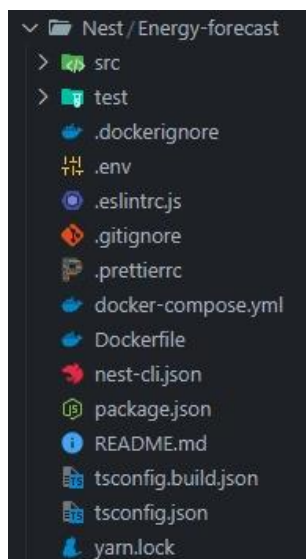 Nest / Energy-forecast
src
test
.dockerignore
.env
.eslintrc.js
.gitignore
.prettierrc
docker-compose.yml
Dockerfile
nest-cli.json
package.json
README.md
tsconfig.build.json
tsconfig.json
yarn.lock